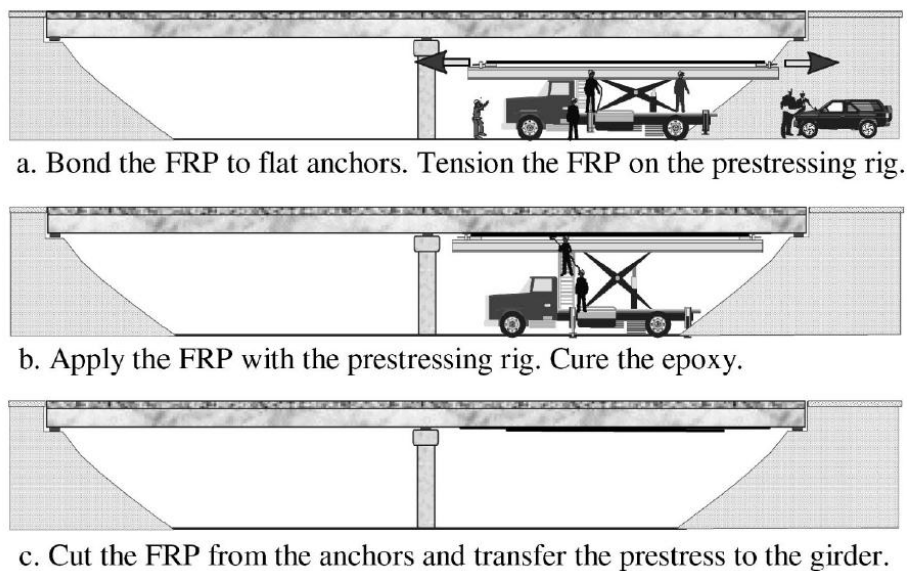 a. Bond the FRP to flat anchors. Tension the FRP on the prestressing rig.
b. Apply the FRP with the prestressing rig. Cure the epoxy.
c. Cut the FRP from the anchors and transfer the prestress to the girder.